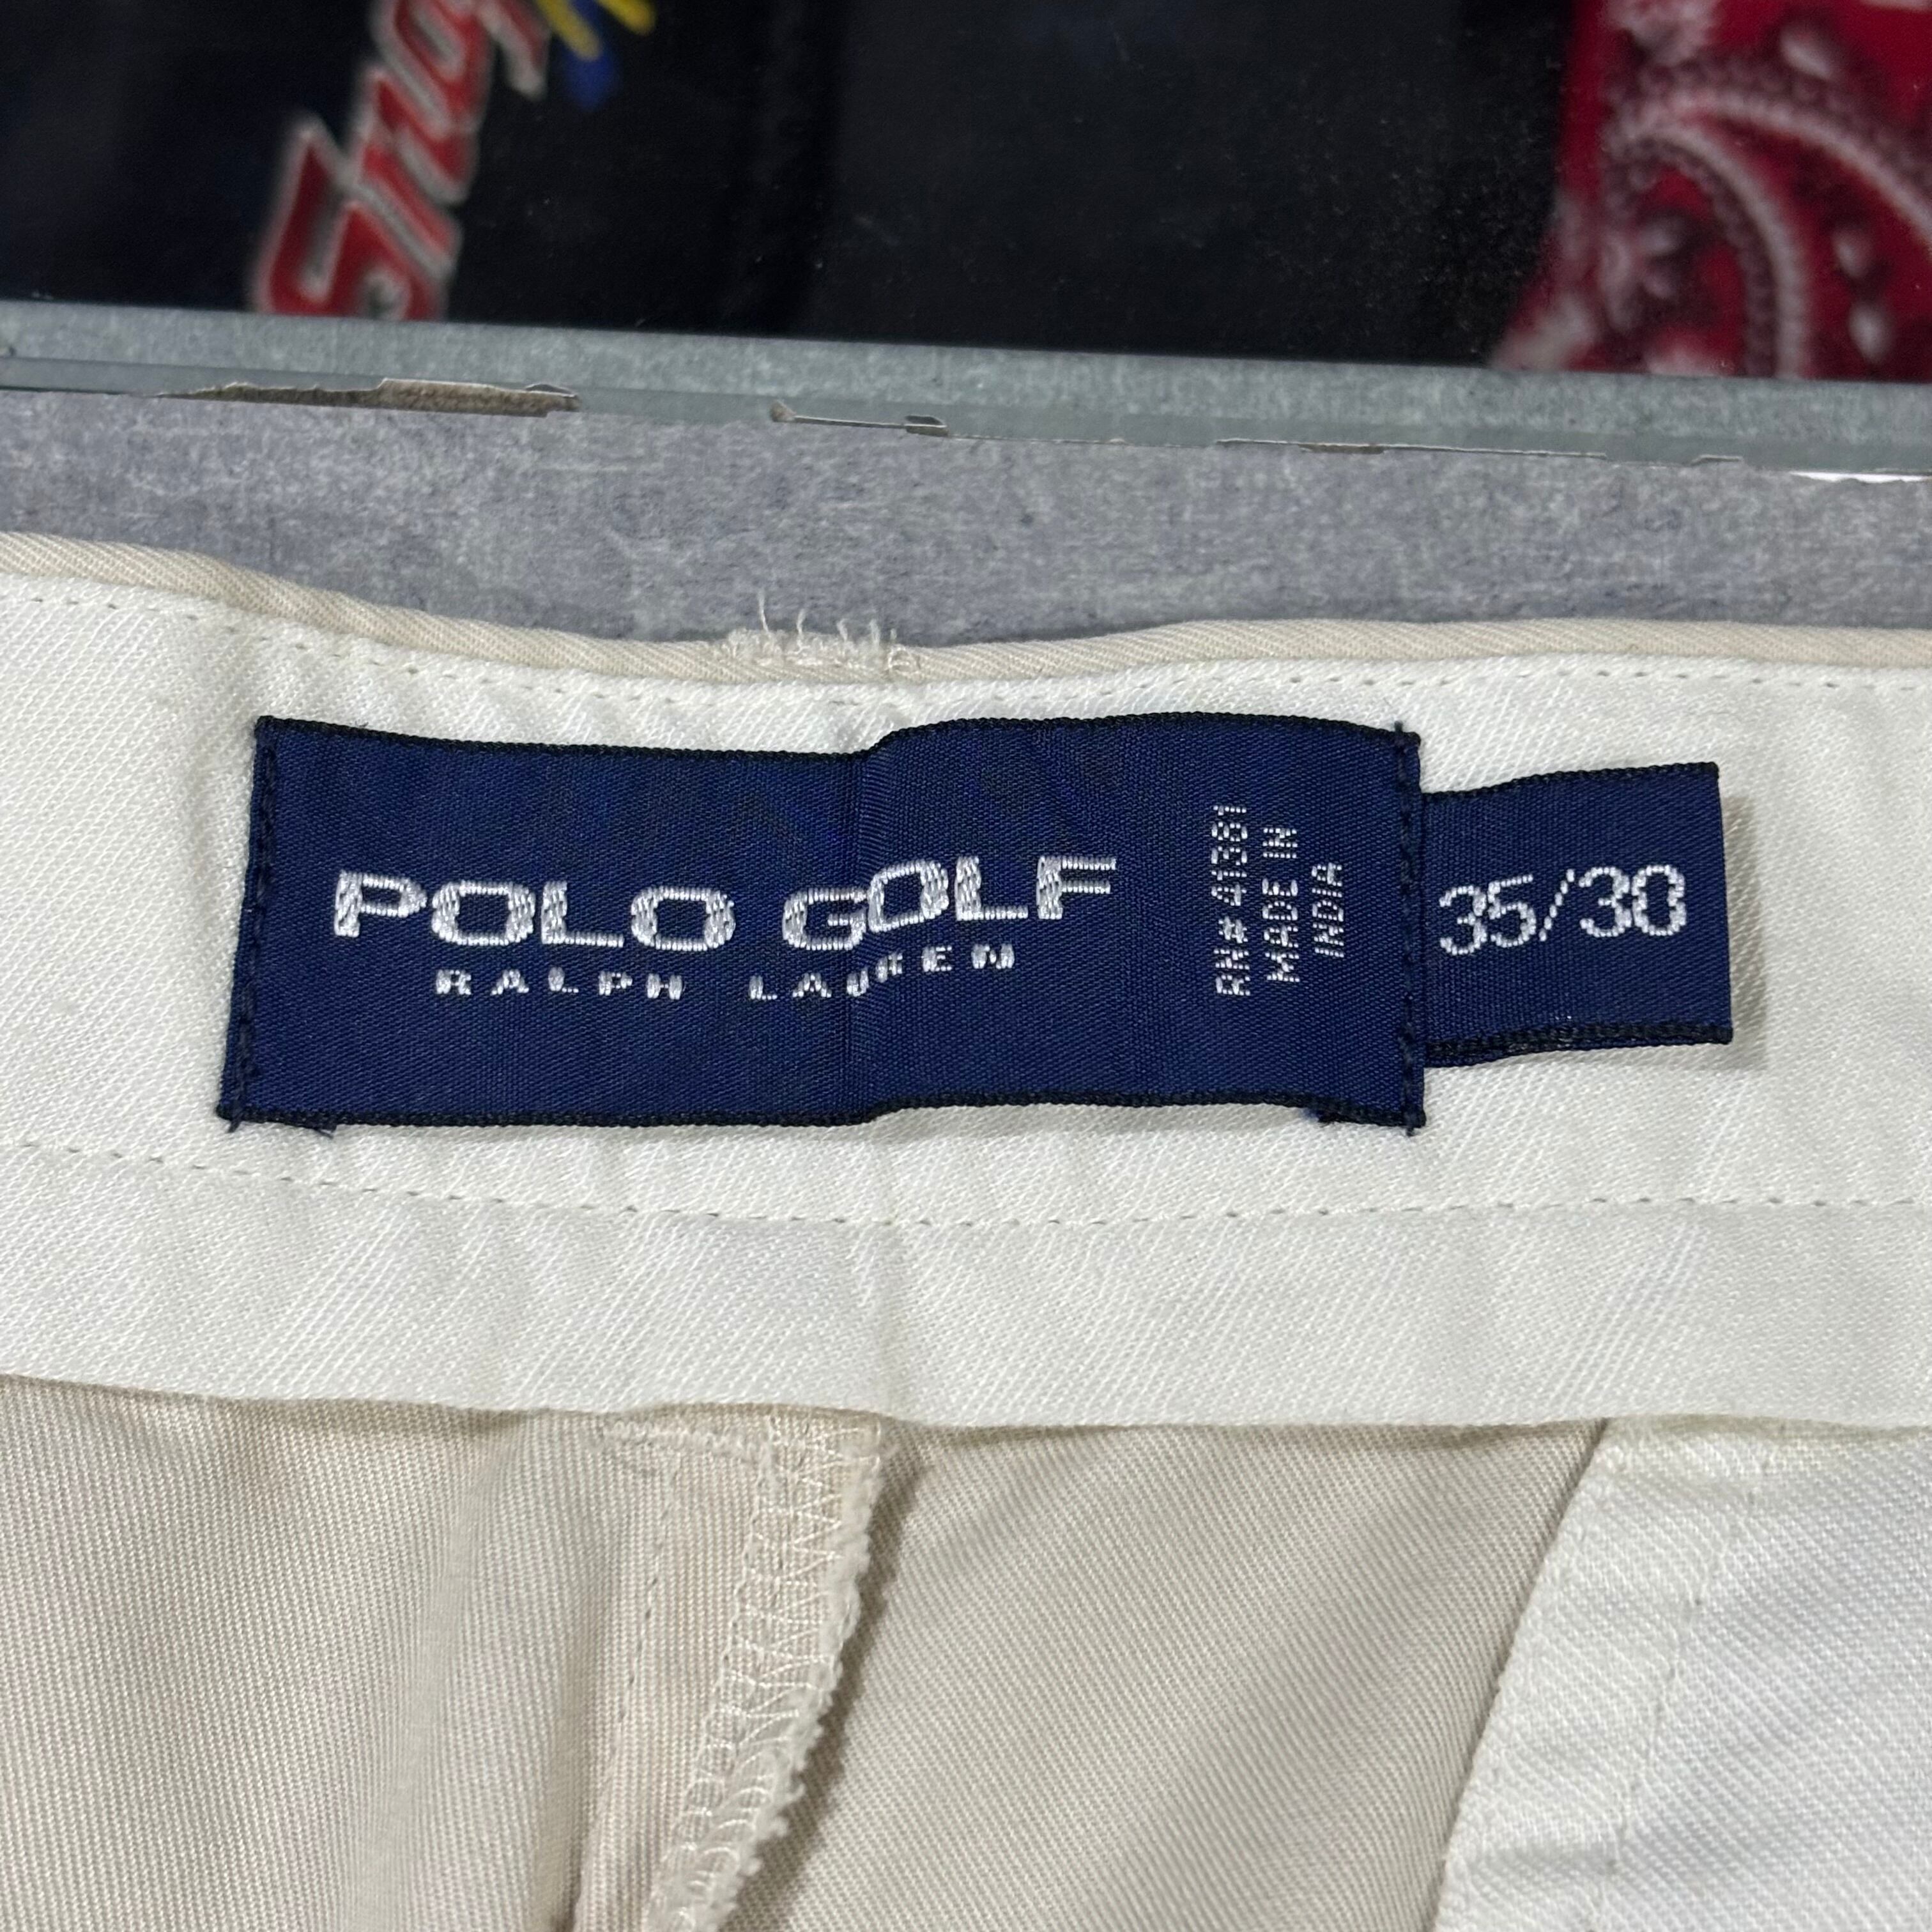 POLO GOLF
RALPH LAUREN
RN# 41381
MADE IN
INDIA
35/30